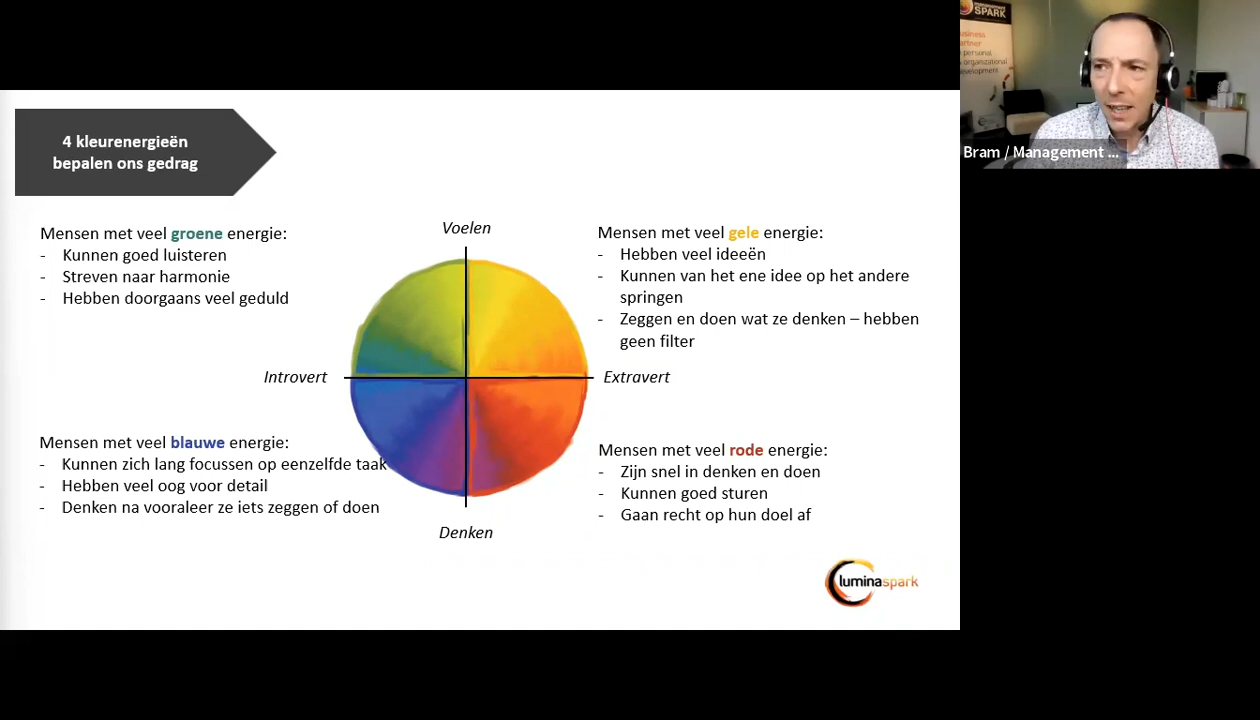 4 kleurenergieën
bepalen ons gedrag
Mensen met veel groene energie:
- Kunnen goed luisteren
- Streven naar harmonie
- Hebben doorgaans veel geduld
Voelen
Mensen met veel gele energie:
- Hebben veel ideeën
- Kunnen van het ene idee op het andere
springen
- Zeggen en doen wat ze denken – hebben
geen filter
Introvert
Extravert
Mensen met veel blauwe energie:
- Kunnen zich lang focussen op eenzelfde taak
- Hebben veel oog voor detail
- Denken na vooraleer ze iets zeggen of doen
Mensen met veel rode energie:
- Zijn snel in denken en doen
- Kunnen goed sturen
- Gaan recht op hun doel af
Denken
luminaspark
SPARK
personal
Bram / Management ...